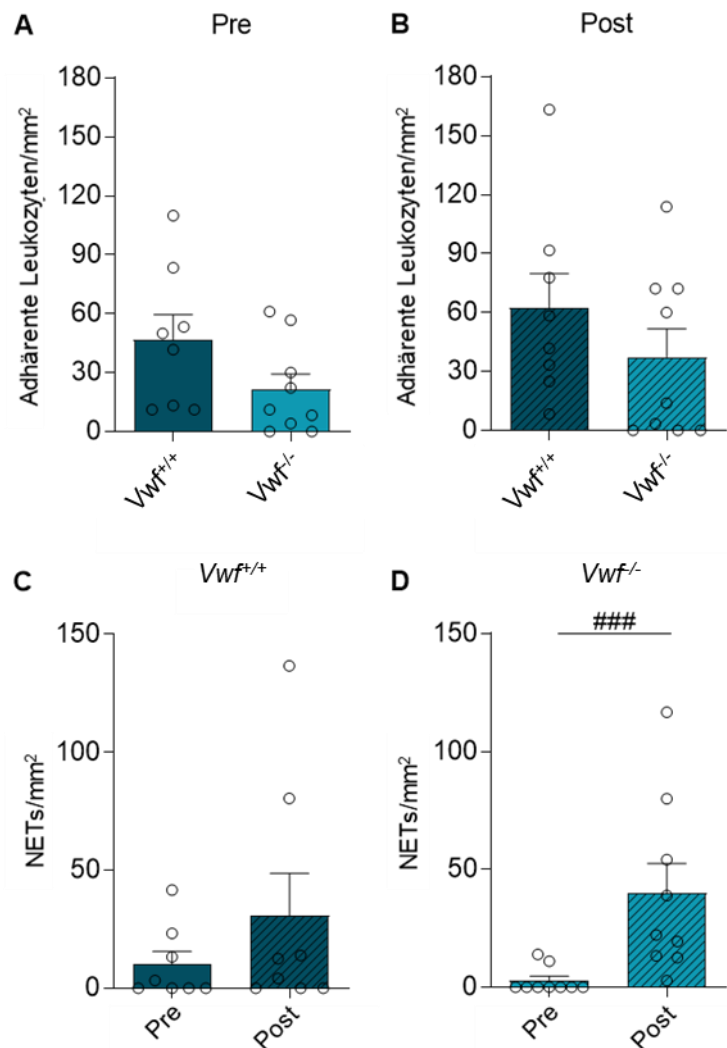 A
Pre
B
Post
Adhärente Leukozyten/mm²
180
150
120
90
60
30
0
Vwf+/+
Vwf-/-
Adhärente Leukozyten/mm²
180
150
120
90
60
30
0
Vwf+/+
Vwf-/-
C
Vwf+/+
D
Vwf-/-
NETs/mm²
150
100
50
0
Pre
Post
###
NETs/mm²
150
100
50
0
Pre
Post